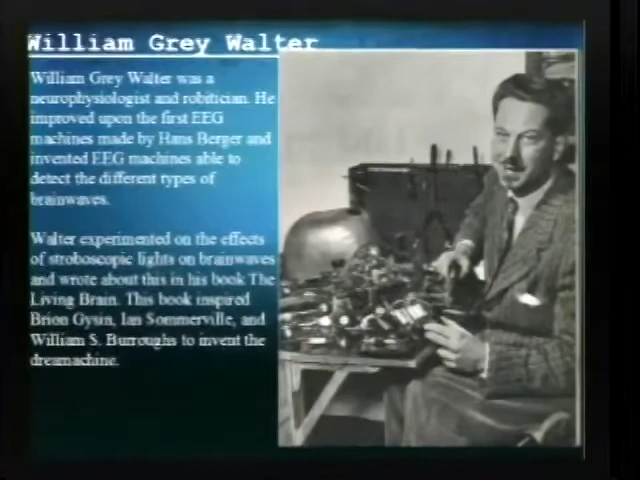 William Grey Walter
William Grey Walter was a
neurophysiologist and robitician. He
improved upon the first EEG
machines made by Hans Berger and
invented EEG machines able to
detect the different types of
brainwaves.
Walter experimented on the effects
of stroboscopic lights on brainwaves
and wrote about this in his book The
Living Brain. This book inspired
Brion Gysin, Ian Sommerville, and
William S. Burroughs to invent the
dreamachine.